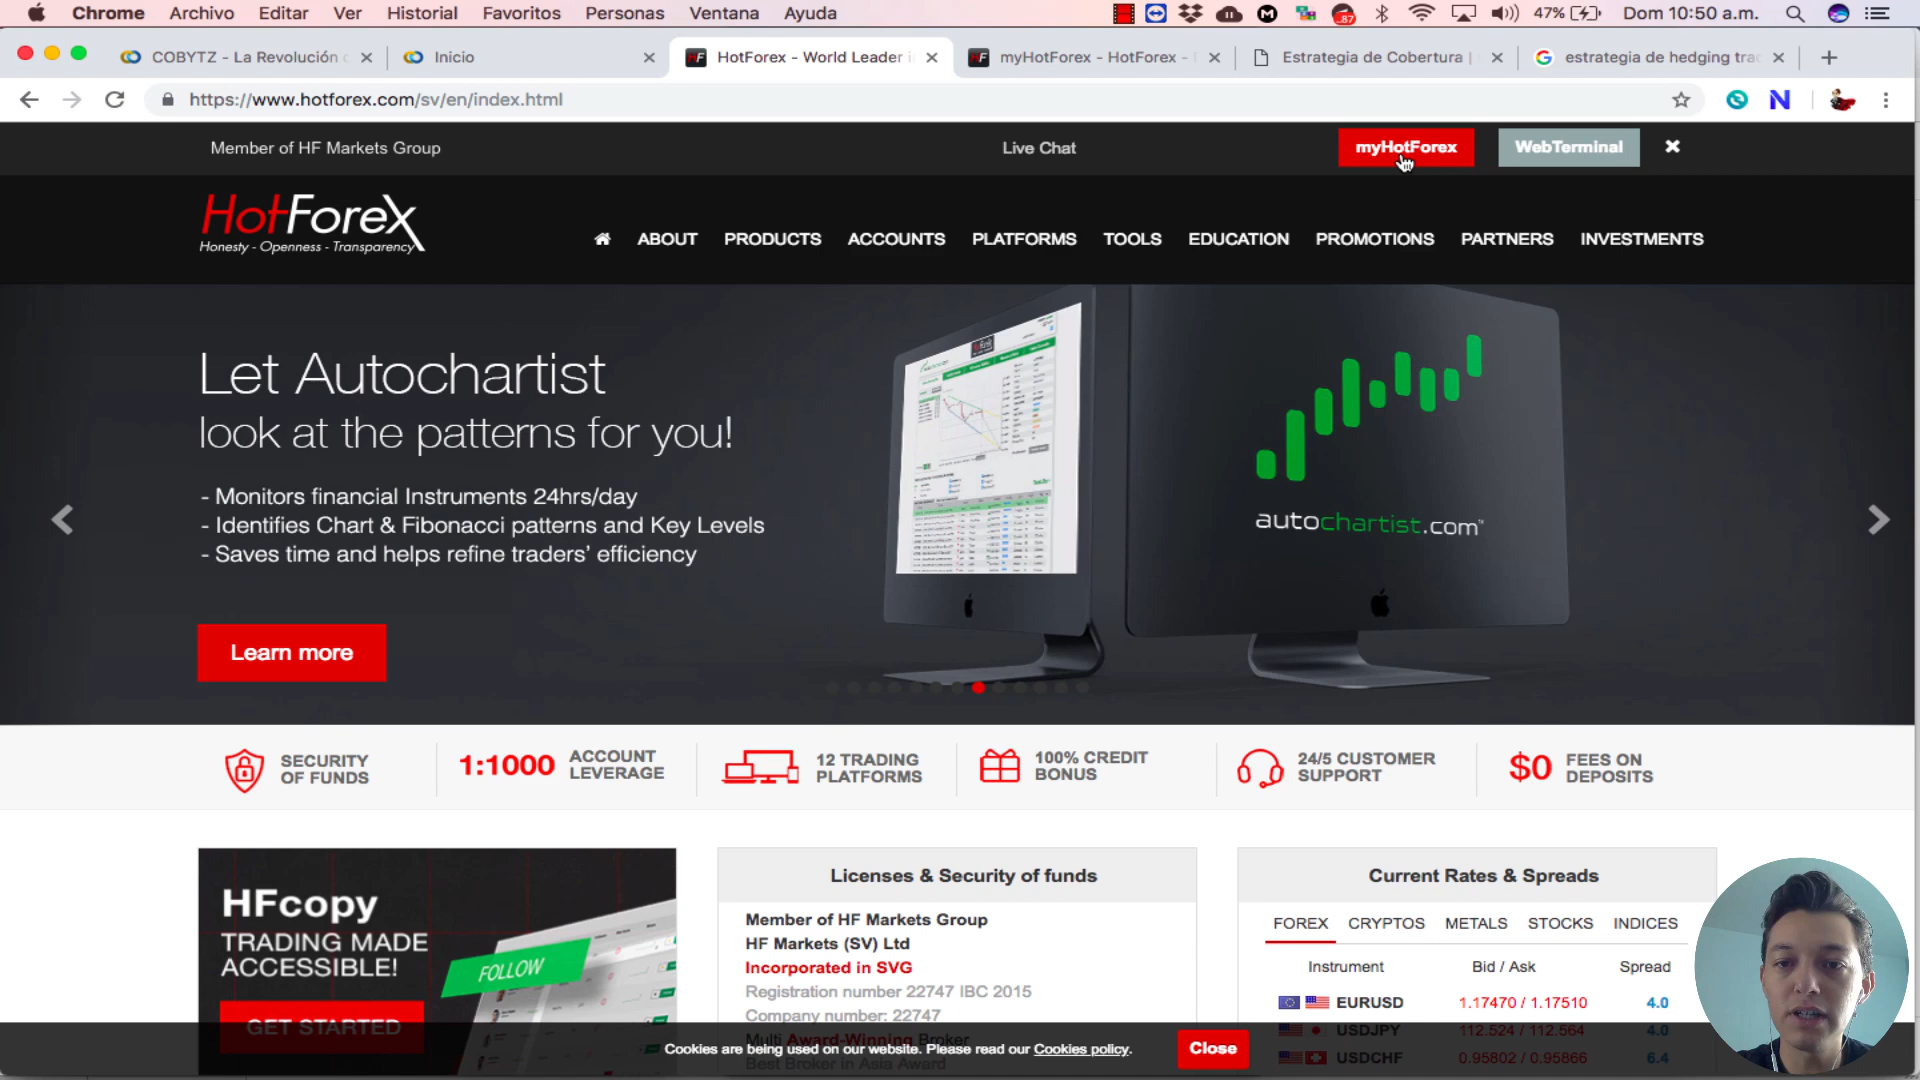 Chrome Archivo Editar Ver Historial Favoritos Personas Ventana Ayuda 87 47% Dom 10:50 a.m.
COBYTZ - La Revolución
Inicio
HotForex - World Leader
myHotForex - HotForex -
Estrategia de Cobertura |
estrategia de hedging tra
https://www.hotforex.com/sv/en/index.html
Member of HF Markets Group
Live Chat
myHotForex
WebTerminal
HotForex
Honesty - Openness - Transparency
ABOUT PRODUCTS ACCOUNTS PLATFORMS TOOLS EDUCATION PROMOTIONS PARTNERS INVESTMENTS
Let Autochartist
look at the patterns for you!
- Monitors financial Instruments 24hrs/day
- Identifies Chart & Fibonacci patterns and Key Levels
- Saves time and helps refine traders' efficiency
Learn more
autochartist.com™
SECURITY
OF FUNDS
1:1000 ACCOUNT
LEVERAGE
12 TRADING
PLATFORMS
100% CREDIT
BONUS
24/5 CUSTOMER
SUPPORT
$0 FEES ON
DEPOSITS
HFcopy
TRADING MADE
ACCESSIBLE!
FOLLOW
GET STARTED
Licenses & Security of funds
Member of HF Markets Group
HF Markets (SV) Ltd
Incorporated in SVG
Registration number 22747 IBC 2015
Company number: 22747
Multi Award-Winning Broker
Best Broker in Asia Award
Current Rates & Spreads
FOREX CRYPTOS METALS STOCKS INDICES
Instrument Bid / Ask Spread
EURUSD 1.17470 / 1.17510 4.0
USDJPY 112.524 / 112.564 4.0
USDCHF 0.95802 / 0.95866 6.4
Cookies are being used on our website. Please read our Cookies policy.
Close